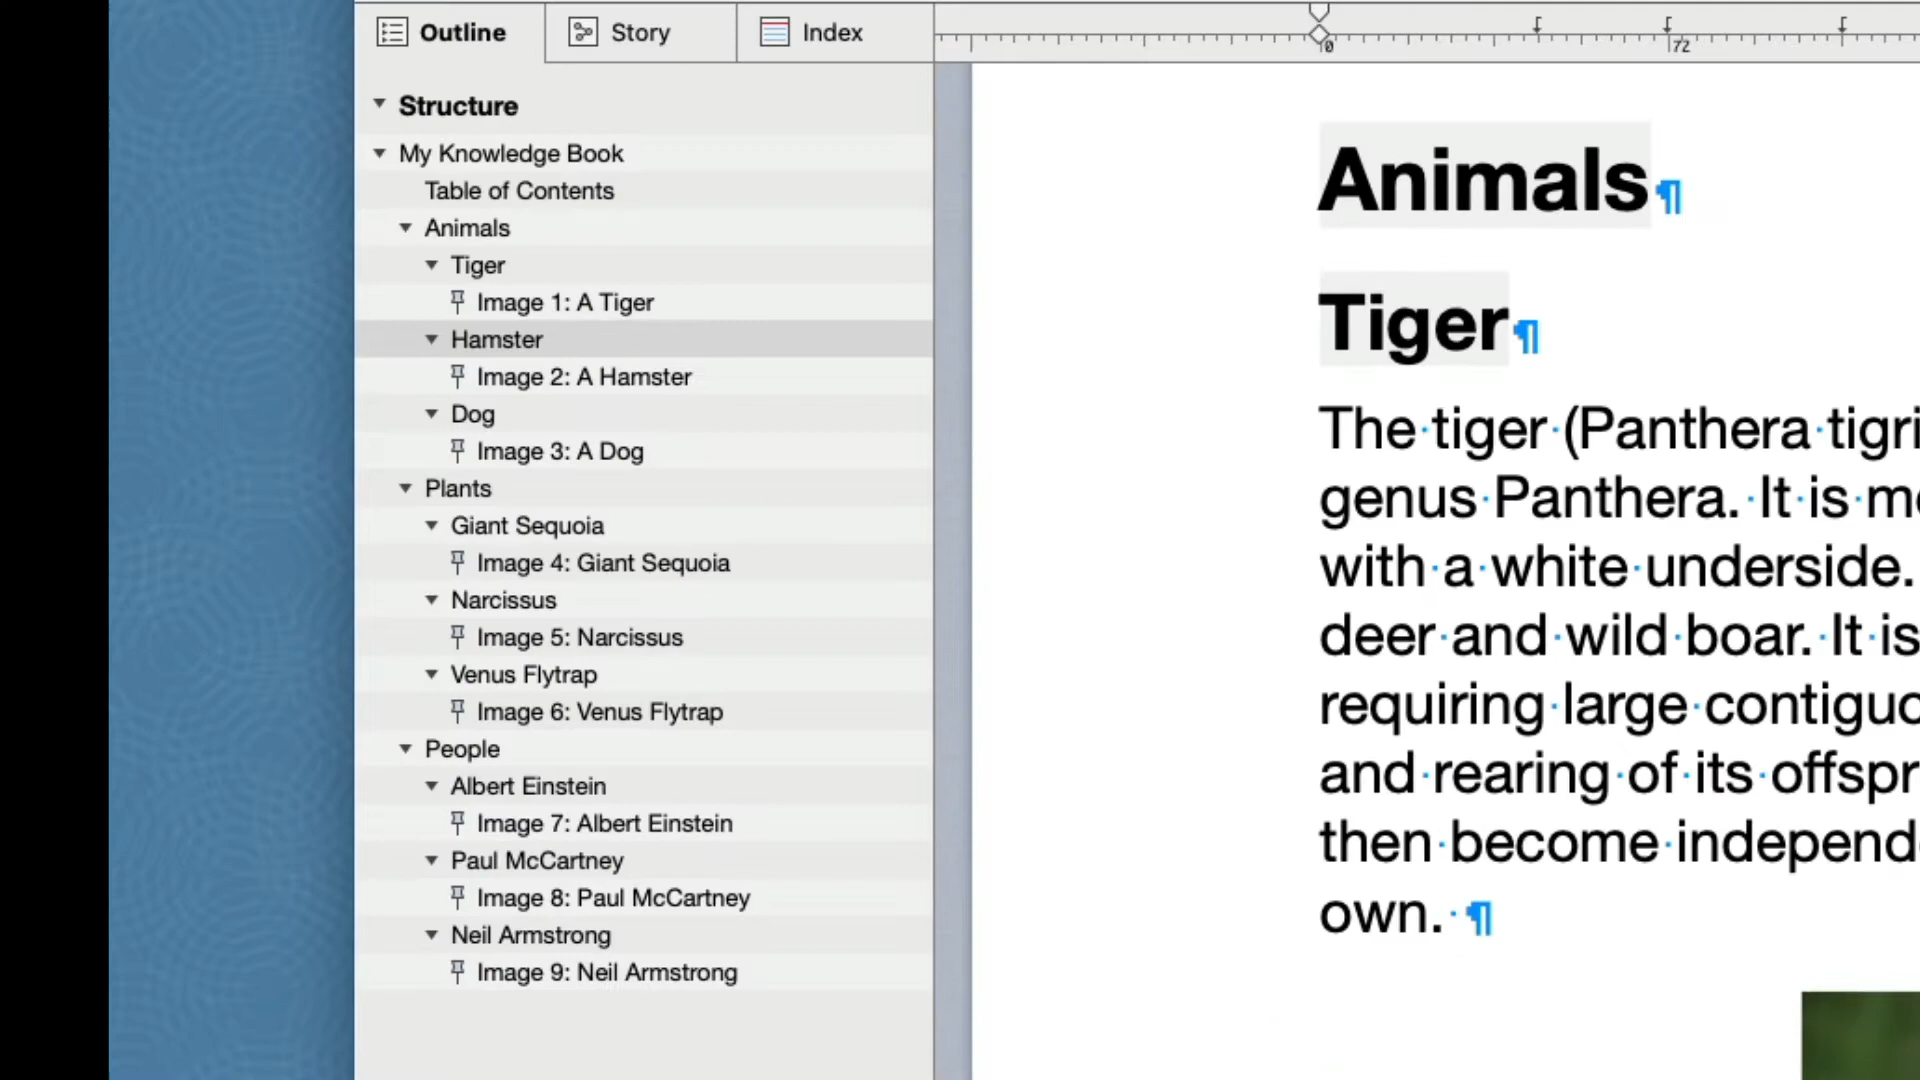 Outline
Story
Index
0
72
Structure
My Knowledge Book
Table of Contents
Animals
Tiger
Image 1: A Tiger
Hamster
Image 2: A Hamster
Dog
Image 3: A Dog
Plants
Giant Sequoia
Image 4: Giant Sequoia
Narcissus
Image 5: Narcissus
Venus Flytrap
Image 6: Venus Flytrap
People
Albert Einstein
Image 7: Albert Einstein
Paul McCartney
Image 8: Paul McCartney
Neil Armstrong
Image 9: Neil Armstrong
Animals¶
Tiger¶
The·tiger·(Panthera·tigri
genus·Panthera.·It·is·m
with·a·white·underside.
deer·and·wild·boar.·It·is
requiring·large·contigu
and·rearing·of·its·offspr
then·become·independ
own.·¶